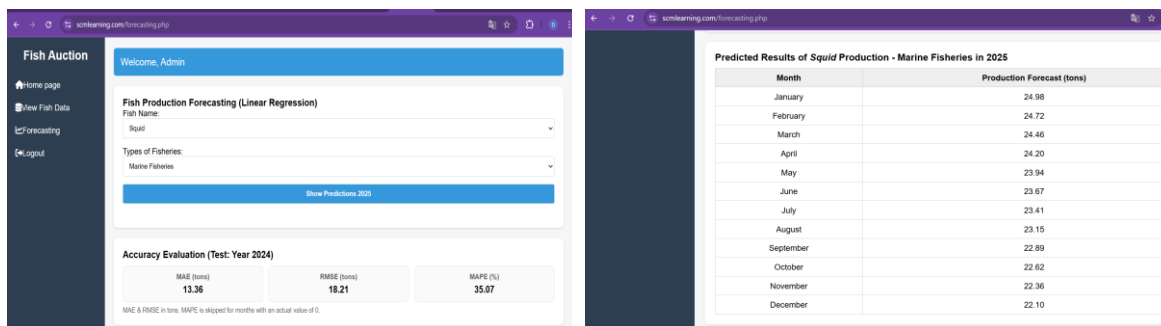 scmlearning.com/forecasting.php
D
Fish Auction
Home page
View Fish Data
Forecasting
Logout
Welcome, Admin
Fish Production Forecasting (Linear Regression)
Fish Name:
Squid
Types of Fisheries:
Marine Fisheries
Show Predictions 2025
Accuracy Evaluation (Test: Year 2024)
MAE (tons) RMSE (tons) MAPE (%)
13.36 18.21 35.07
MAE & RMSE in tons. MAPE is skipped for months with an actual value of 0.
scmlearning.com/forecasting.php
Predicted Results of Squid Production - Marine Fisheries in 2025
Month Production Forecast (tons)
January 24.98
February 24.72
March 24.46
April 24.20
May 23.94
June 23.67
July 23.41
August 23.15
September 22.89
October 22.62
November 22.36
December 22.10